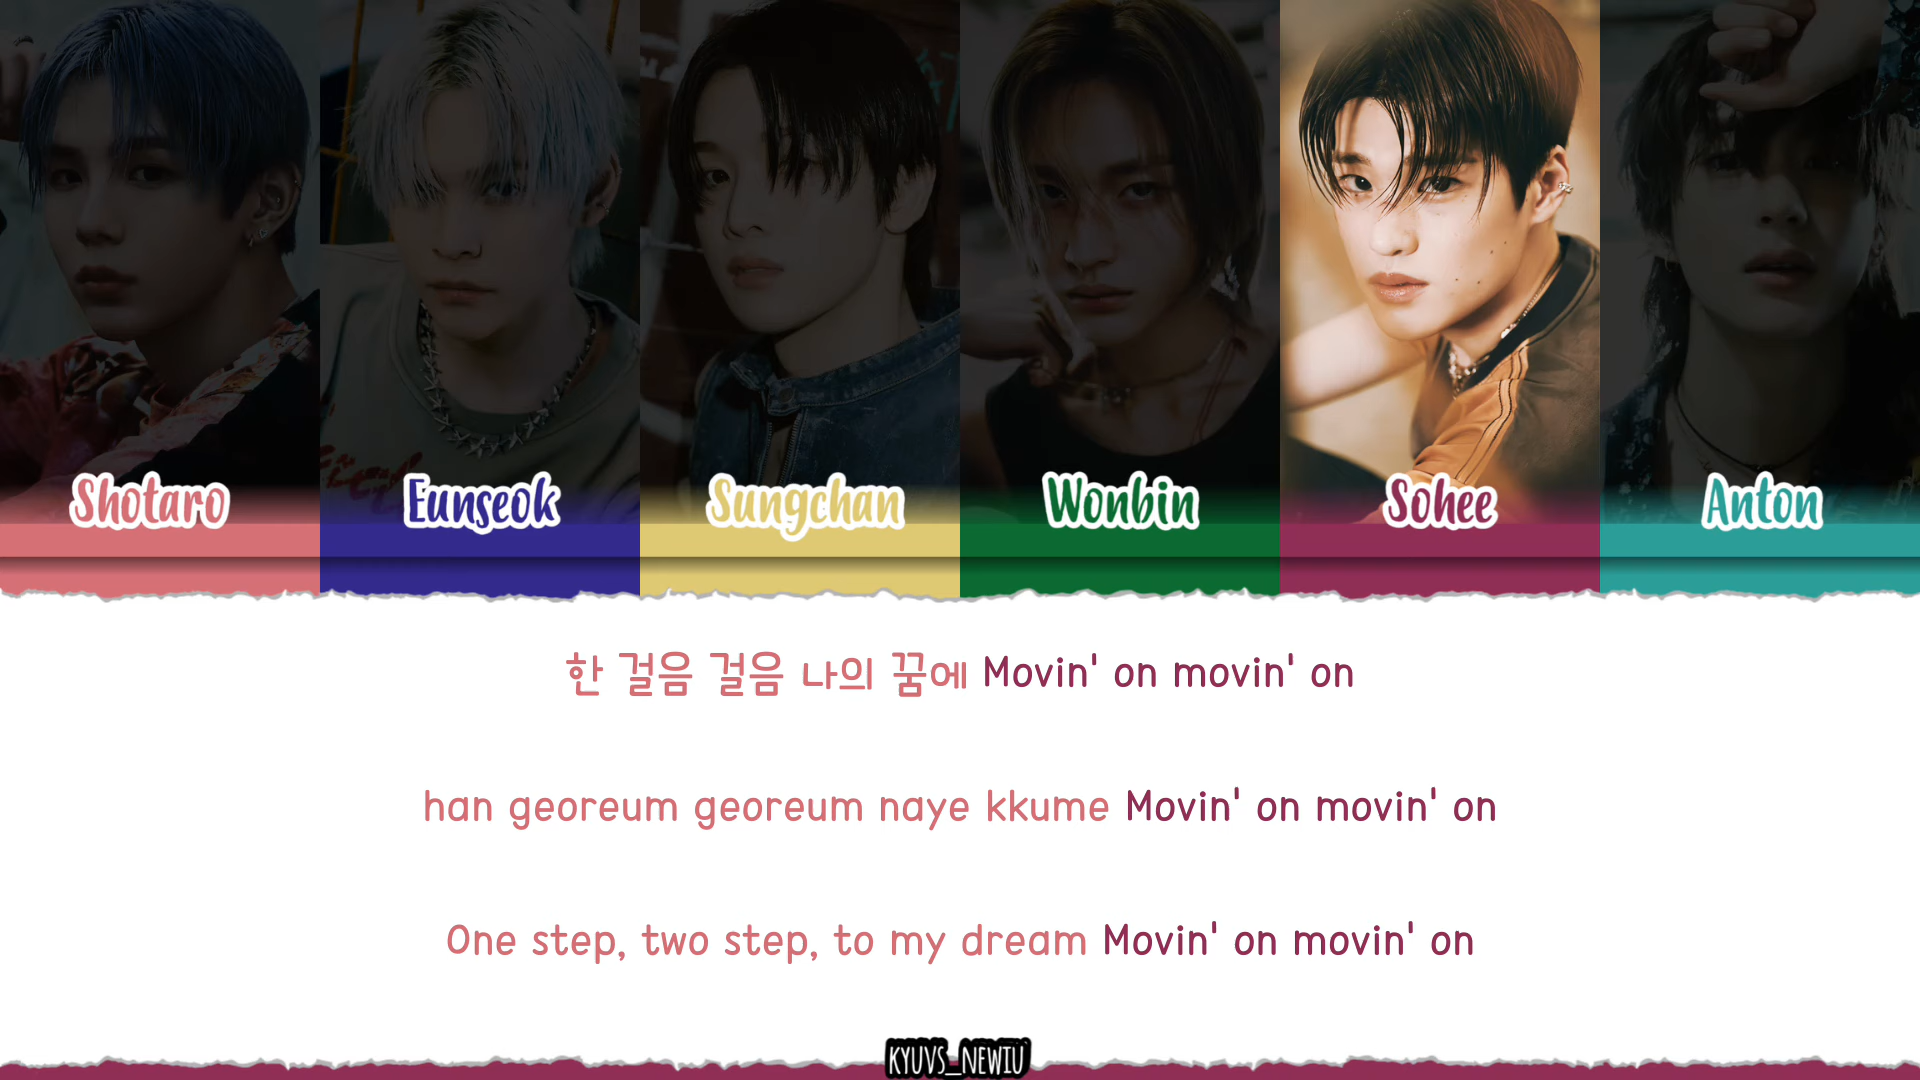 Shotaro Eunseok Sungchan Wonbin Sohee Anton
한 걸음 걸음 나의 꿈에 Movin' on movin' on
han georeum georeum naye kkume Movin' on movin' on
One step, two step, to my dream Movin' on movin' on
KYUVS_NEWIU